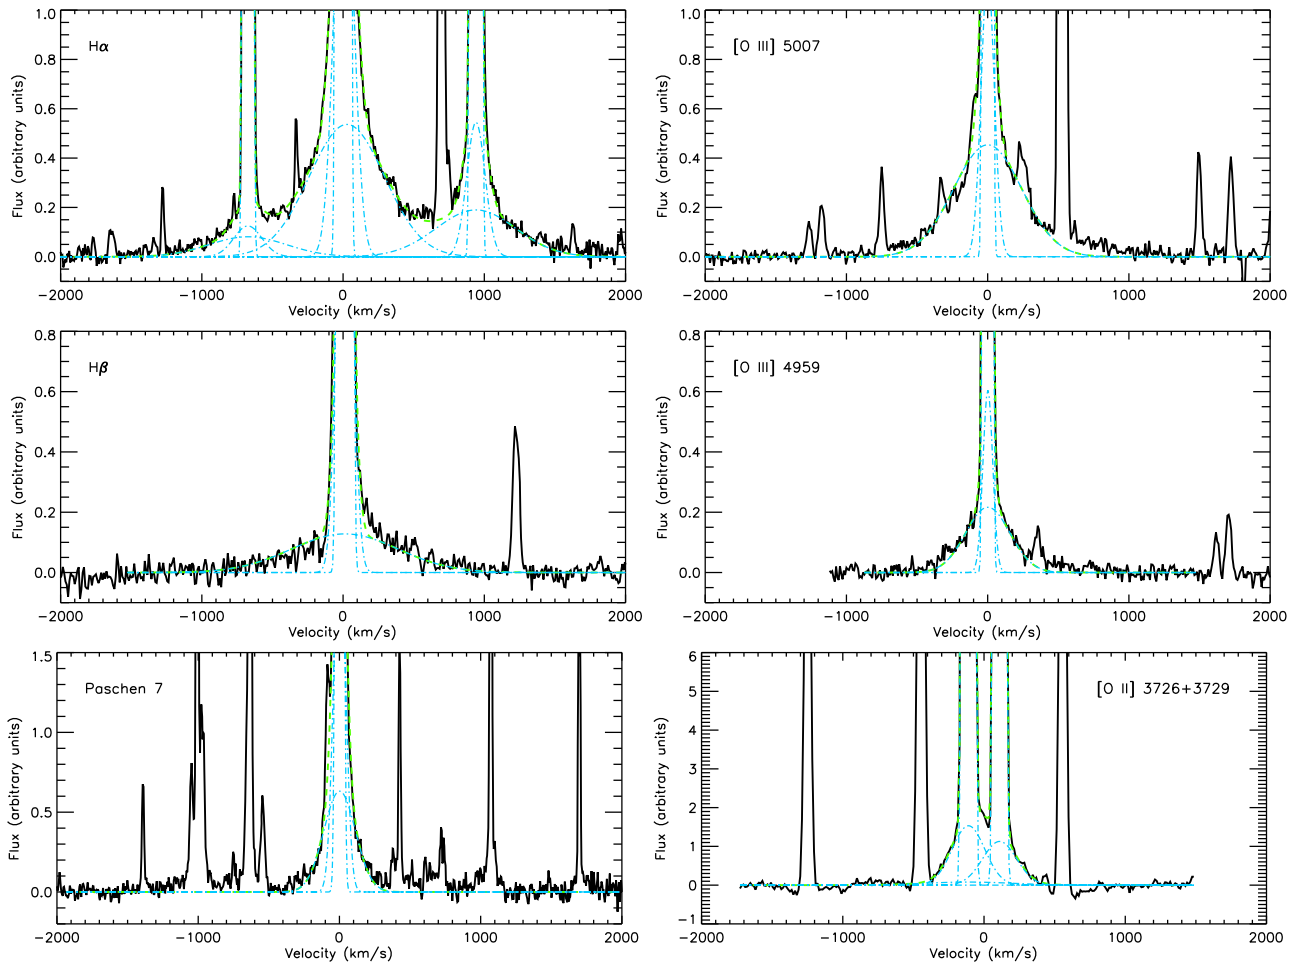 Hα
1.0
0.8
0.6
0.4
0.2
0.0
Flux (arbitrary units)
−2000 −1000 0 1000 2000
Velocity (km/s)
[O III] 5007
1.0
0.8
0.6
0.4
0.2
0.0
Flux (arbitrary units)
−2000 −1000 0 1000 2000
Velocity (km/s)
Hβ
0.8
0.6
0.4
0.2
0.0
Flux (arbitrary units)
−2000 −1000 0 1000 2000
Velocity (km/s)
[O III] 4959
0.8
0.6
0.4
0.2
0.0
Flux (arbitrary units)
−2000 −1000 0 1000 2000
Velocity (km/s)
Paschen 7
1.5
1.0
0.5
0.0
Flux (arbitrary units)
−2000 −1000 0 1000 2000
Velocity (km/s)
[O II] 3726+3729
6
5
4
3
2
1
0
−1
Flux (arbitrary units)
−2000 −1000 0 1000 2000
Velocity (km/s)